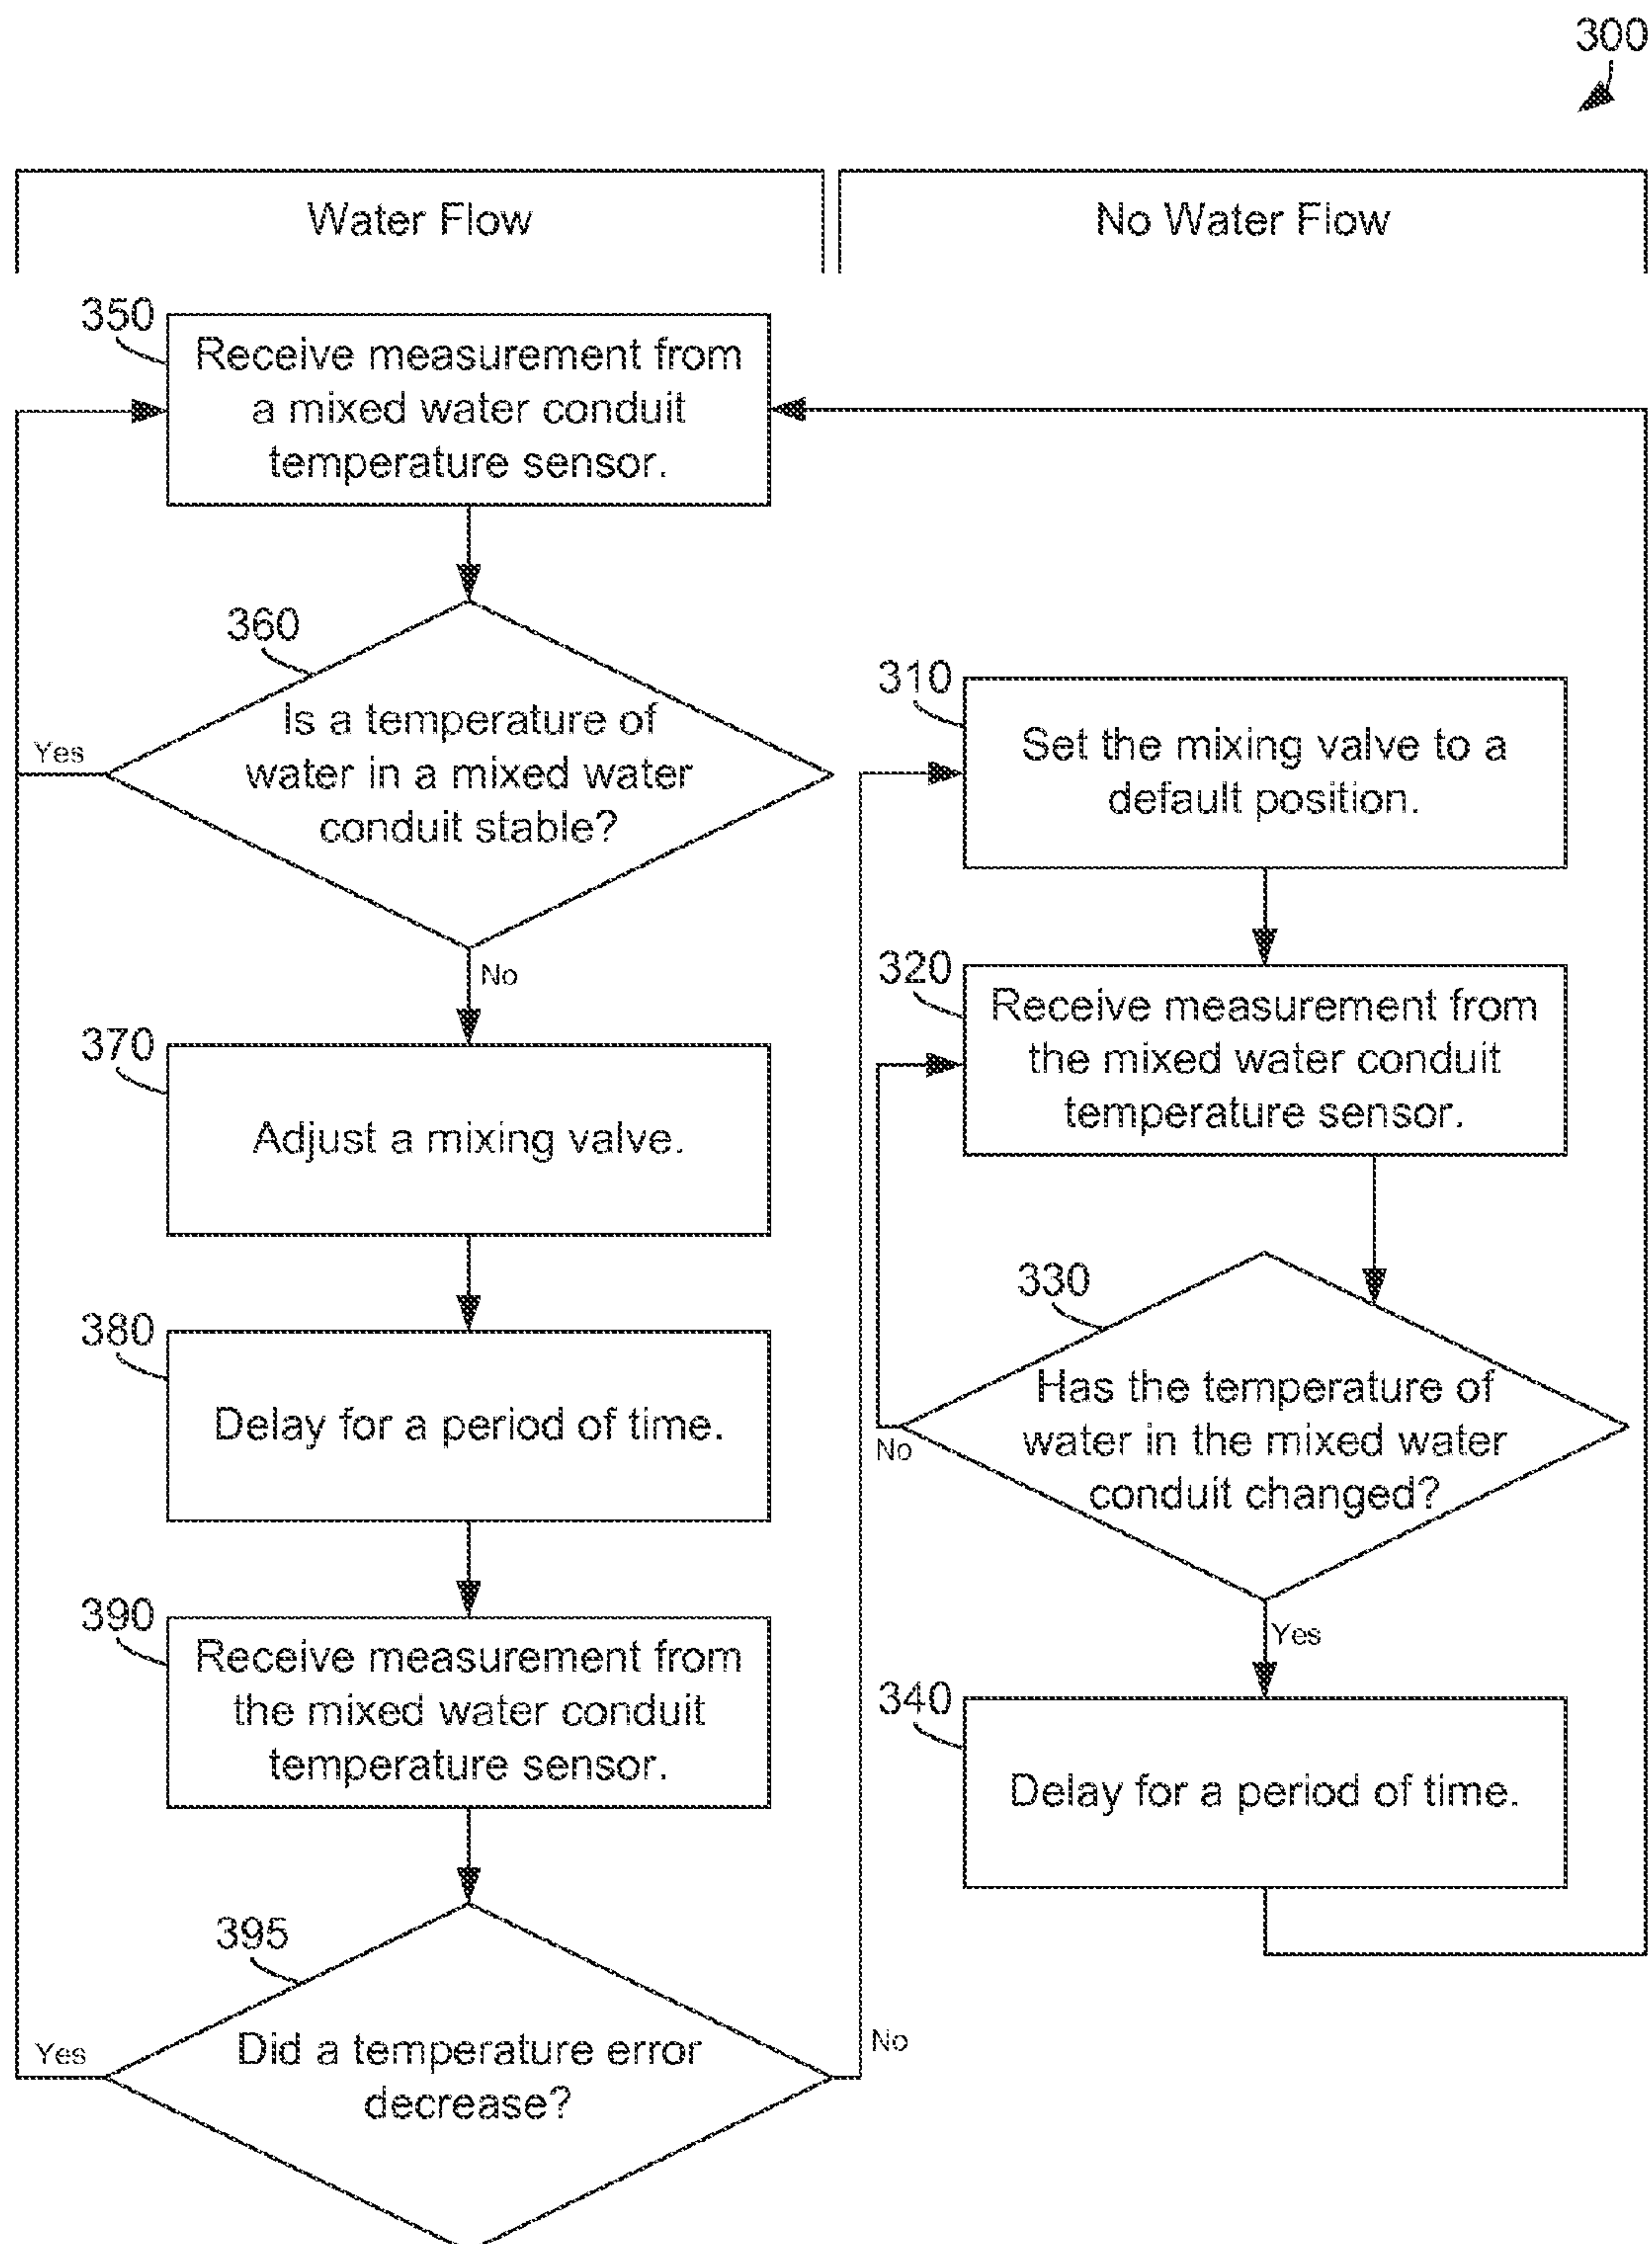 300
Water Flow
No Water Flow
350
Receive measurement from
a mixed water conduit
temperature sensor.
360
Is a temperature of
water in a mixed water
conduit stable?
Yes
No
370
Adjust a mixing valve.
380
Delay for a period of time.
390
Receive measurement from
the mixed water conduit
temperature sensor.
395
Did a temperature error
decrease?
Yes
No
310
Set the mixing valve to a
default position.
320
Receive measurement from
the mixed water conduit
temperature sensor.
330
Has the temperature of
water in the mixed water
conduit changed?
No
Yes
340
Delay for a period of time.